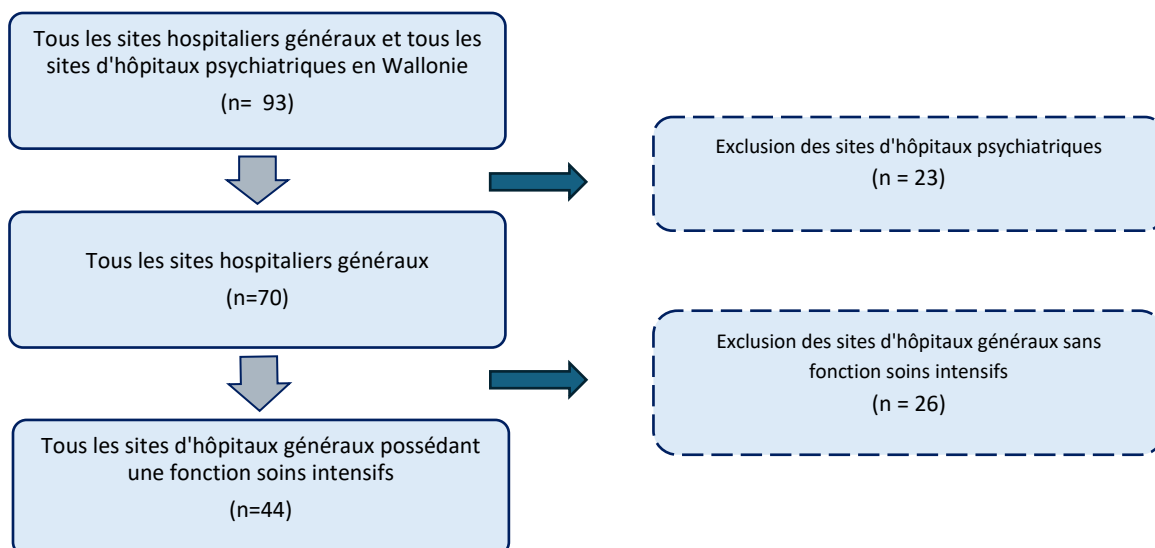 Tous les sites hospitaliers généraux et tous les
sites d'hôpitaux psychiatriques en Wallonie
(n= 93)
Exclusion des sites d'hôpitaux psychiatriques
(n = 23)
Tous les sites hospitaliers généraux
(n=70)
Exclusion des sites d'hôpitaux généraux sans
fonction soins intensifs
(n = 26)
Tous les sites d'hôpitaux généraux possédant
une fonction soins intensifs
(n=44)